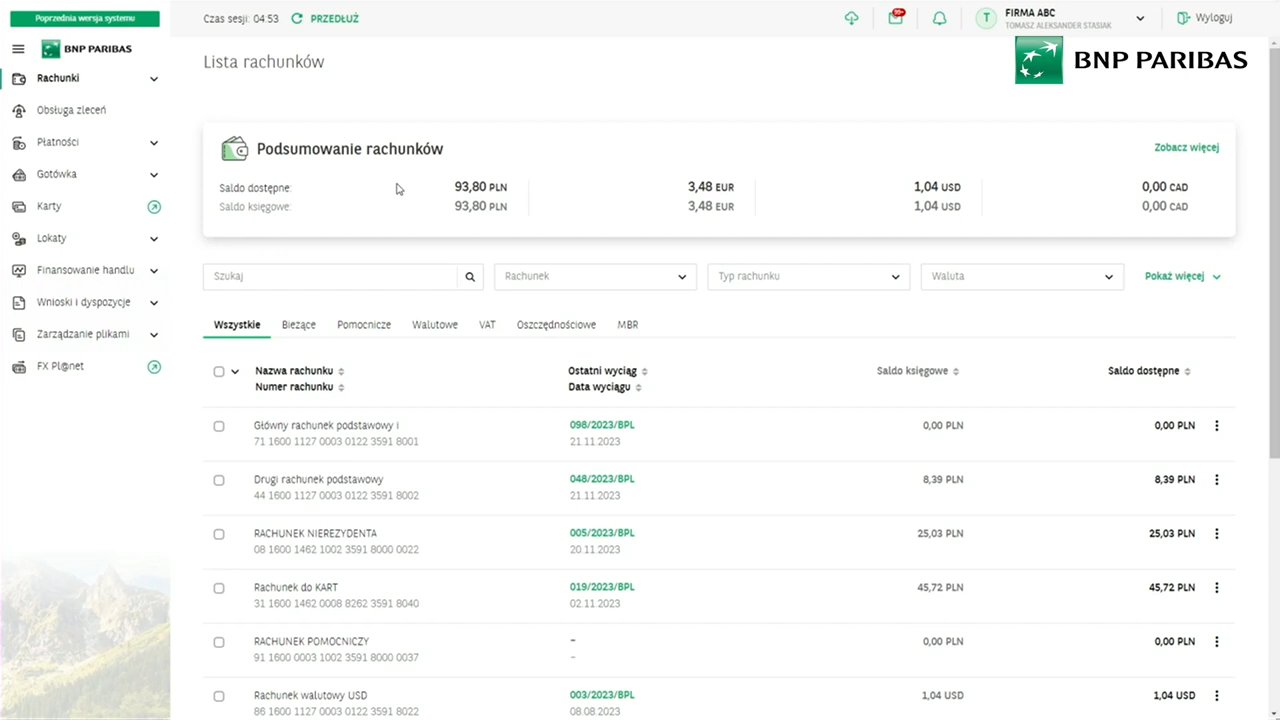 Poprzednia wersja systemu
Czas sesji: 04:53 PRZEDŁUŻ
99+
T FIRMA ABC
TOMASZ ALEKSANDER STASIAK
Wyloguj
BNP PARIBAS
BNP PARIBAS
Rachunki
Obsługa zleceń
Płatności
Gotówka
Karty
Lokaty
Finansowanie handlu
Wnioski i dyspozycje
Zarządzanie plikami
FX Pl@net
Lista rachunków
Podsumowanie rachunków Zobacz więcej
Saldo dostępne: 93,80 PLN 3,48 EUR 1,04 USD 0,00 CAD
Saldo księgowe: 93,80 PLN 3,48 EUR 1,04 USD 0,00 CAD
Szukaj Rachunek Typ rachunku Waluta Pokaż więcej
Wszystkie Bieżące Pomocnicze Walutowe VAT Oszczędnościowe MBR
Nazwa rachunku Ostatni wyciąg Saldo księgowe Saldo dostępne
Numer rachunku Data wyciągu
Główny rachunek podstawowy i 098/2023/BPL 0,00 PLN 0,00 PLN
71 1600 1127 0003 0122 3591 8001 21.11.2023
Drugi rachunek podstawowy 048/2023/BPL 8,39 PLN 8,39 PLN
44 1600 1127 0003 0122 3591 8002 21.11.2023
RACHUNEK NIEREZYDENTA 005/2023/BPL 25,03 PLN 25,03 PLN
08 1600 1462 1002 3591 8000 0022 20.11.2023
Rachunek do KART 019/2023/BPL 45,72 PLN 45,72 PLN
31 1600 1462 0008 8262 3591 8040 02.11.2023
RACHUNEK POMOCNICZY – 0,00 PLN 0,00 PLN
91 1600 0003 1002 3591 8000 0037 –
Rachunek walutowy USD 003/2023/BPL 1,04 USD 1,04 USD
86 1600 1127 0003 0122 3591 8022 08.08.2023